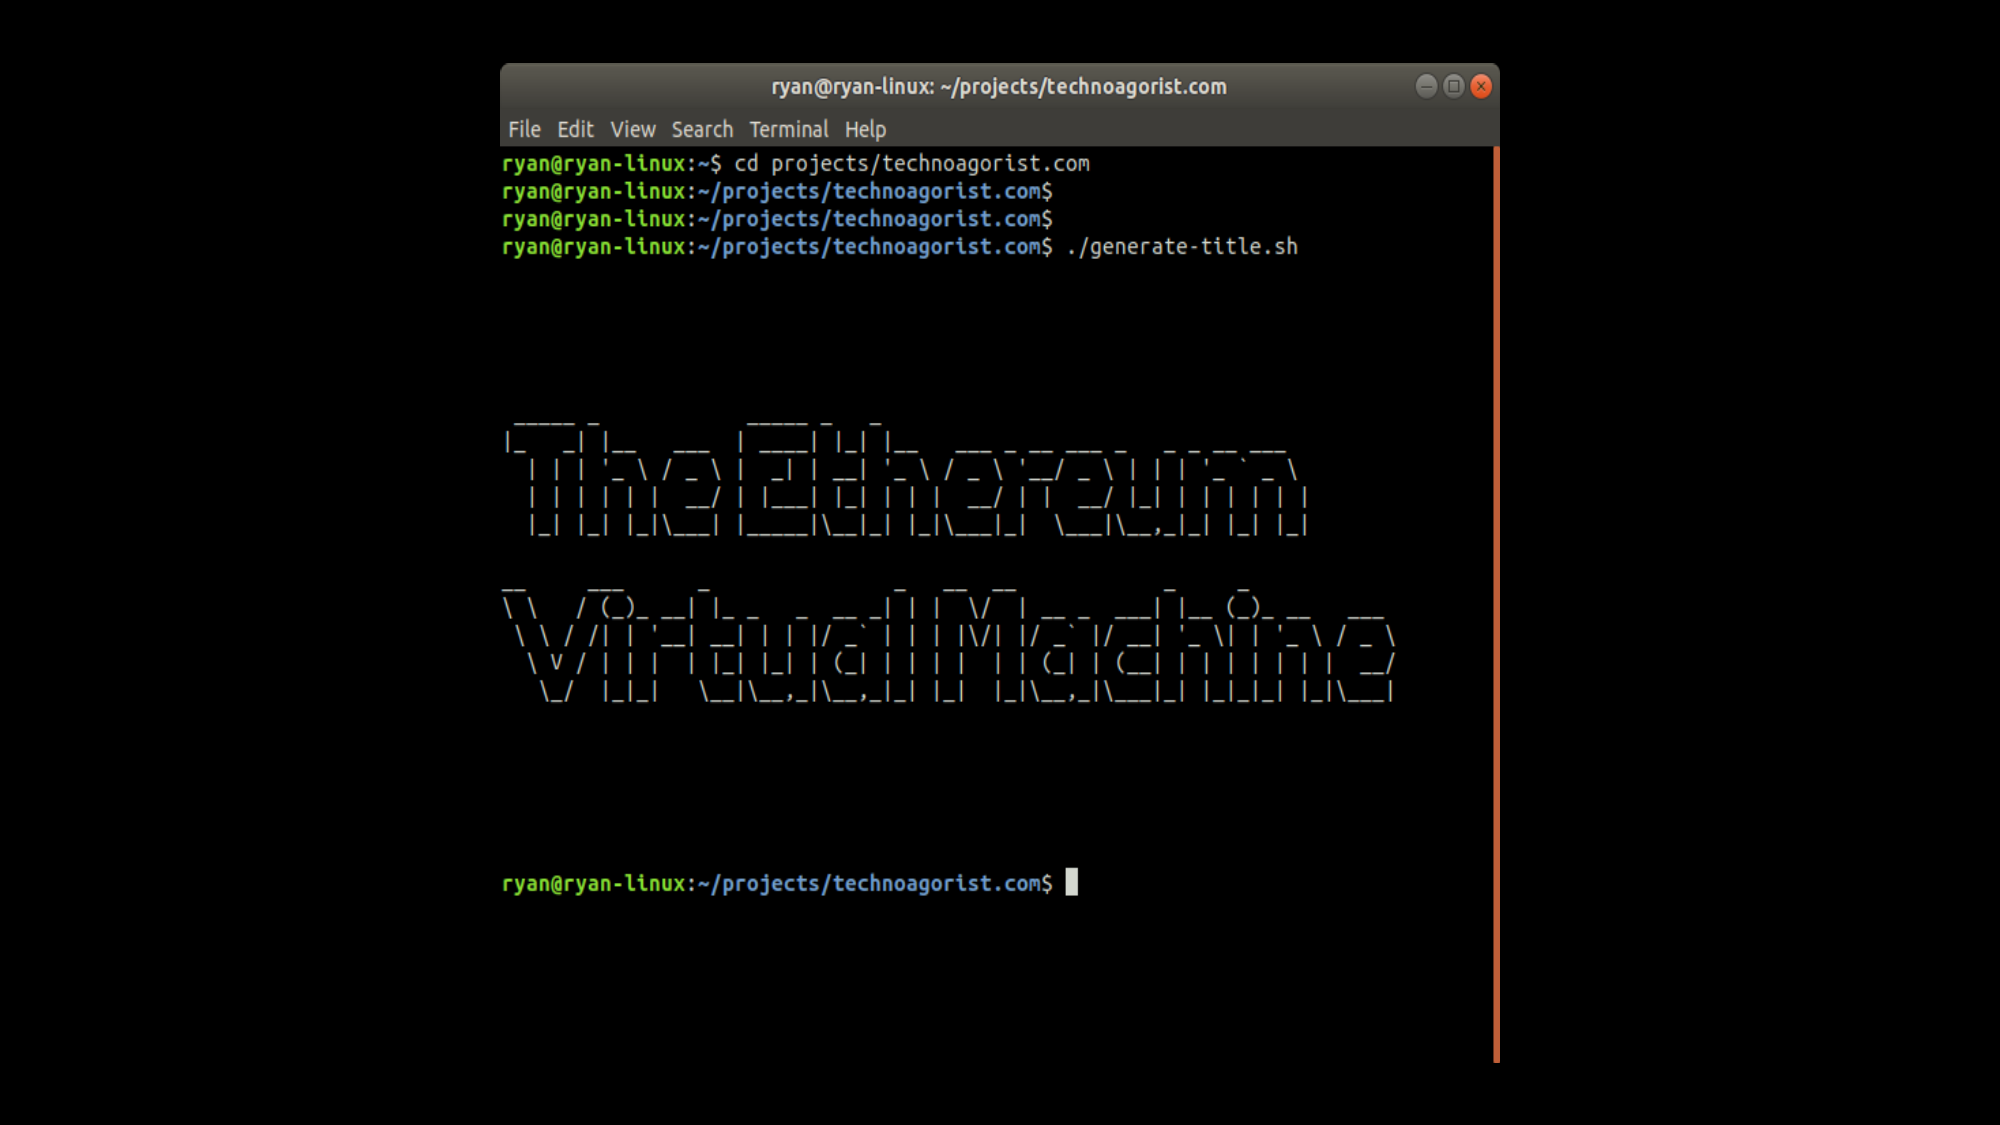 ryan@ryan-linux: ~/projects/technoagorist.com
File Edit View Search Terminal Help
ryan@ryan-linux:~$ cd projects/technoagorist.com
ryan@ryan-linux:~/projects/technoagorist.com$
ryan@ryan-linux:~/projects/technoagorist.com$
ryan@ryan-linux:~/projects/technoagorist.com$ ./generate-title.sh
The Ethereum
Virtual Machine
ryan@ryan-linux:~/projects/technoagorist.com$